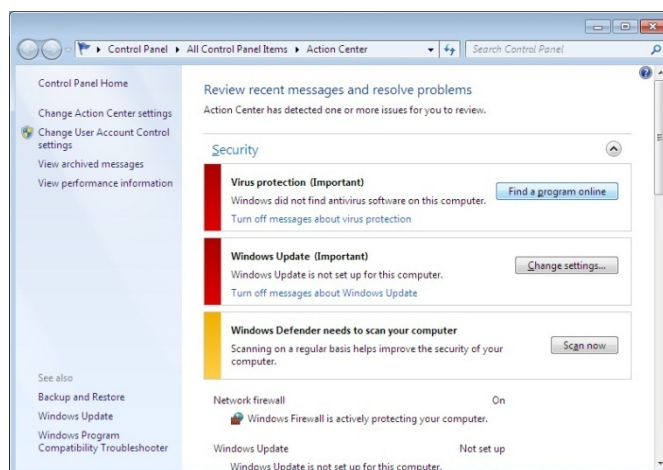 Control Panel ▸ All Control Panel Items ▸ Action Center
Search Control Panel
Control Panel Home
Change Action Center settings
Change User Account Control
settings
View archived messages
View performance information
See also
Backup and Restore
Windows Update
Windows Program
Compatibility Troubleshooter
Review recent messages and resolve problems
Action Center has detected one or more issues for you to review.
Security
Virus protection (Important)
Windows did not find antivirus software on this computer.
Find a program online
Turn off messages about virus protection
Windows Update (Important)
Windows Update is not set up for this computer.
Change settings...
Turn off messages about Windows Update
Windows Defender needs to scan your computer
Scanning on a regular basis helps improve the security of your
computer.
Scan now
Network firewall On
Windows Firewall is actively protecting your computer.
Windows Update Not set up
Windows Update is not set up for this computer.